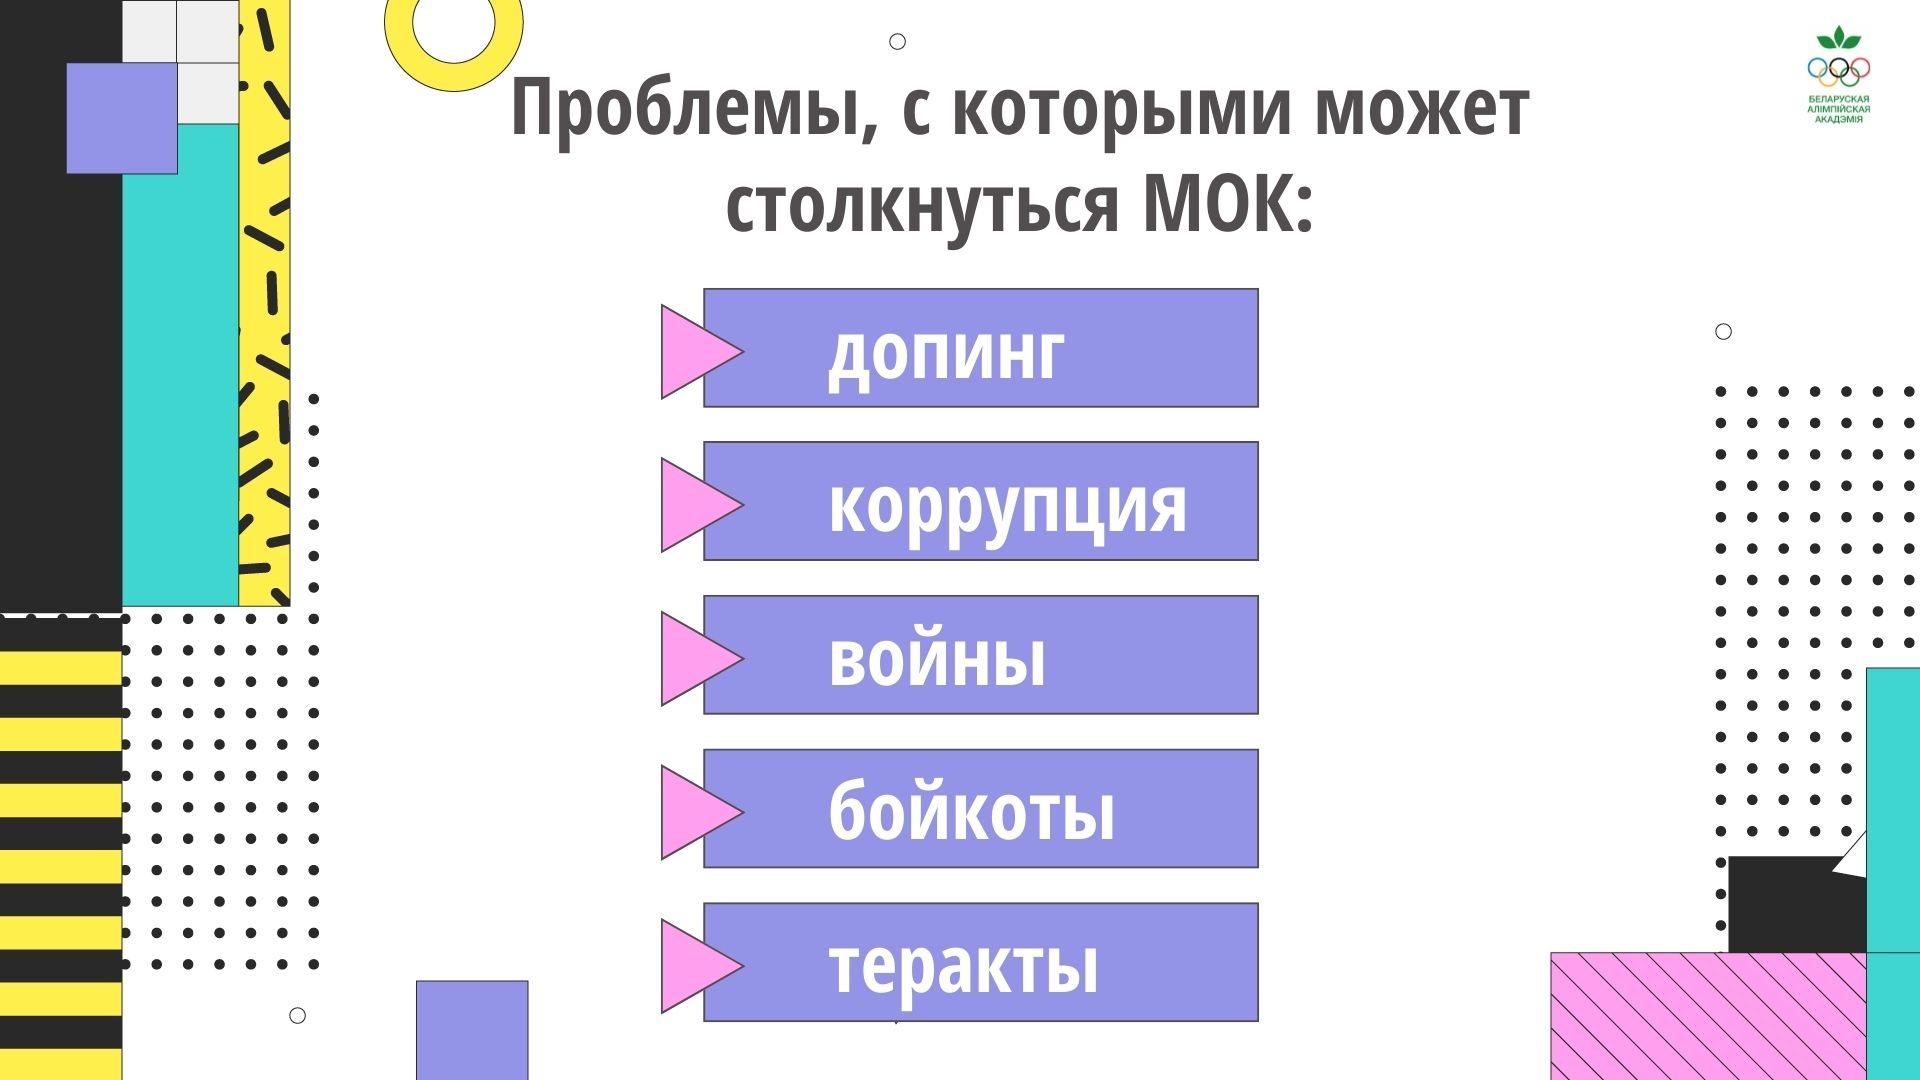 Проблемы, с которыми может
столкнуться МОК:
БЕЛАРУСКАЯ
АЛІМПІЙСКАЯ
АКАДЭМІЯ
допинг
коррупция
войны
бойкоты
теракты